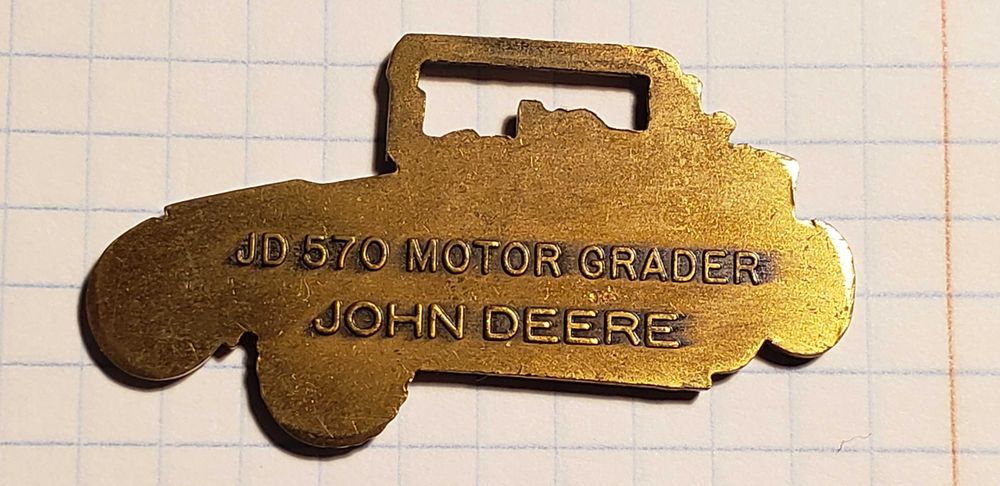 JD 570 MOTOR GRADER
JOHN DEERE